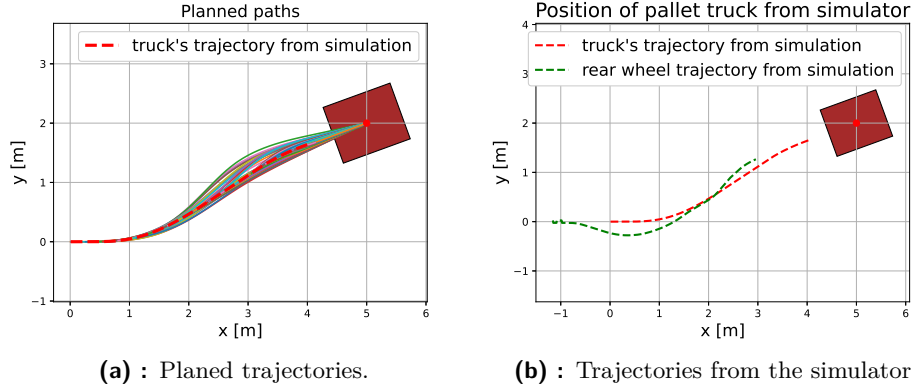 Planned paths
truck's trajectory from simulation
3
2
1
0
−1
0 1 2 3 4 5 6
x [m]
y [m]
(a) : Planed trajectories.
Position of pallet truck from simulator
truck's trajectory from simulation
rear wheel trajectory from simulation
4
3
2
1
0
−1
−1 0 1 2 3 4 5 6
x [m]
y [m]
(b) : Trajectories from the simulator